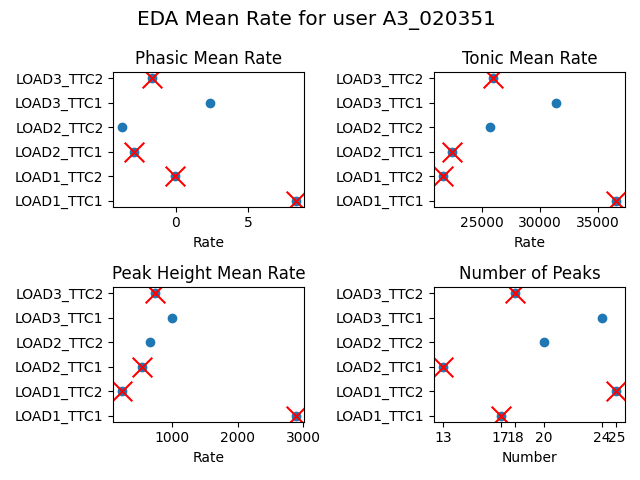 EDA Mean Rate for user A3_020351
Phasic Mean Rate
LOAD3_TTC2
LOAD3_TTC1
LOAD2_TTC2
LOAD2_TTC1
LOAD1_TTC2
LOAD1_TTC1
0 5
Rate
Tonic Mean Rate
LOAD3_TTC2
LOAD3_TTC1
LOAD2_TTC2
LOAD2_TTC1
LOAD1_TTC2
LOAD1_TTC1
25000 30000 35000
Rate
Peak Height Mean Rate
LOAD3_TTC2
LOAD3_TTC1
LOAD2_TTC2
LOAD2_TTC1
LOAD1_TTC2
LOAD1_TTC1
1000 2000 3000
Rate
Number of Peaks
LOAD3_TTC2
LOAD3_TTC1
LOAD2_TTC2
LOAD2_TTC1
LOAD1_TTC2
LOAD1_TTC1
13 17 18 20 24 25
Number